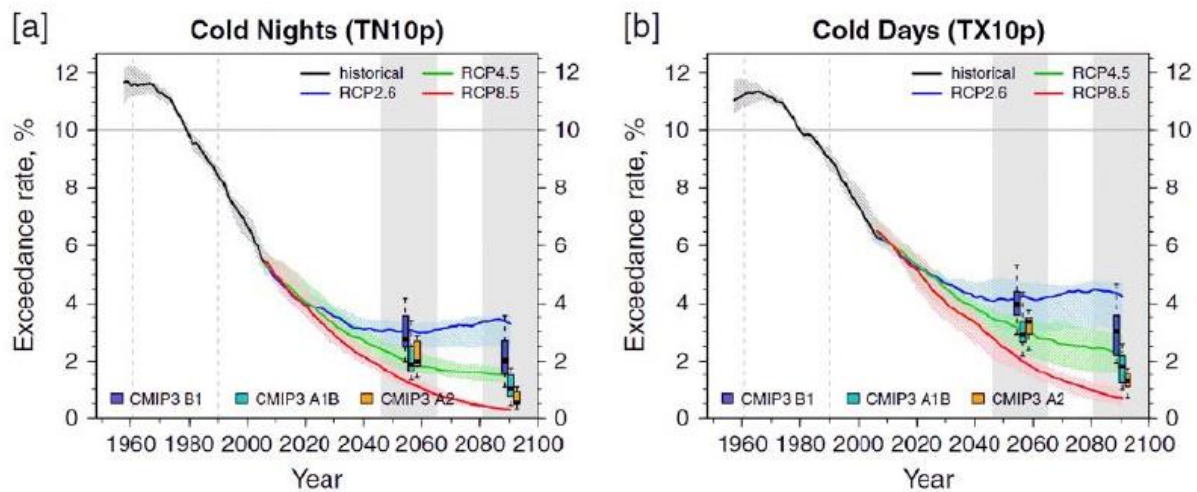 [a] Cold Nights (TN10p)
historical RCP4.5
RCP2.6 RCP8.5
12 12
10 10
8 8
6 6
4 4
2 2
0 0
Exceedance rate, %
CMIP3 B1 CMIP3 A1B CMIP3 A2
1960 1980 2000 2020 2040 2060 2080 2100
Year
[b] Cold Days (TX10p)
historical RCP4.5
RCP2.6 RCP8.5
12 12
10 10
8 8
6 6
4 4
2 2
0 0
Exceedance rate, %
CMIP3 B1 CMIP3 A1B CMIP3 A2
1960 1980 2000 2020 2040 2060 2080 2100
Year